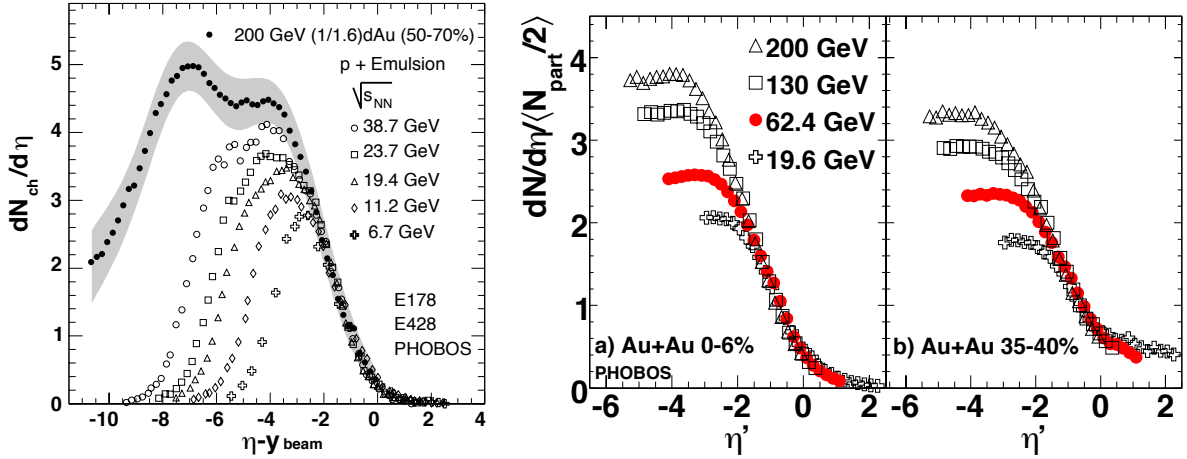 200 GeV (1/1.6)dAu (50-70%)
p + Emulsion
√sNN
38.7 GeV
23.7 GeV
19.4 GeV
11.2 GeV
6.7 GeV
E178
E428
PHOBOS
dNch/dη
5
4
3
2
1
0
-10 -8 -6 -4 -2 0 2 4
η-ybeam
dN/dη/⟨Npart/2⟩
4
3
2
1
0
200 GeV
130 GeV
62.4 GeV
19.6 GeV
a) Au+Au 0-6%
PHOBOS
-6 -4 -2 0 2
η'
b) Au+Au 35-40%
-6 -4 -2 0 2
η'